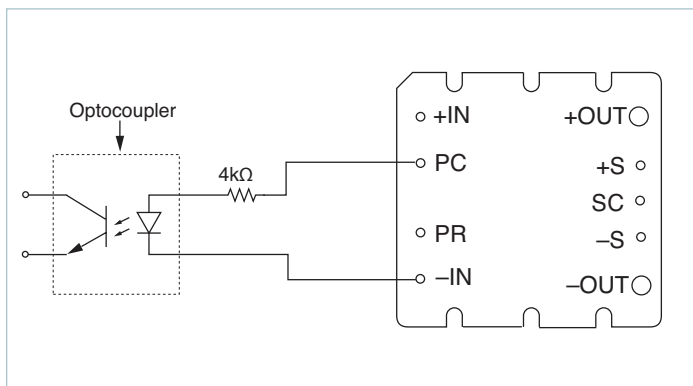 Optocoupler
4kΩ
+IN
PC
PR
–IN
+OUT
+S
SC
–S
–OUT